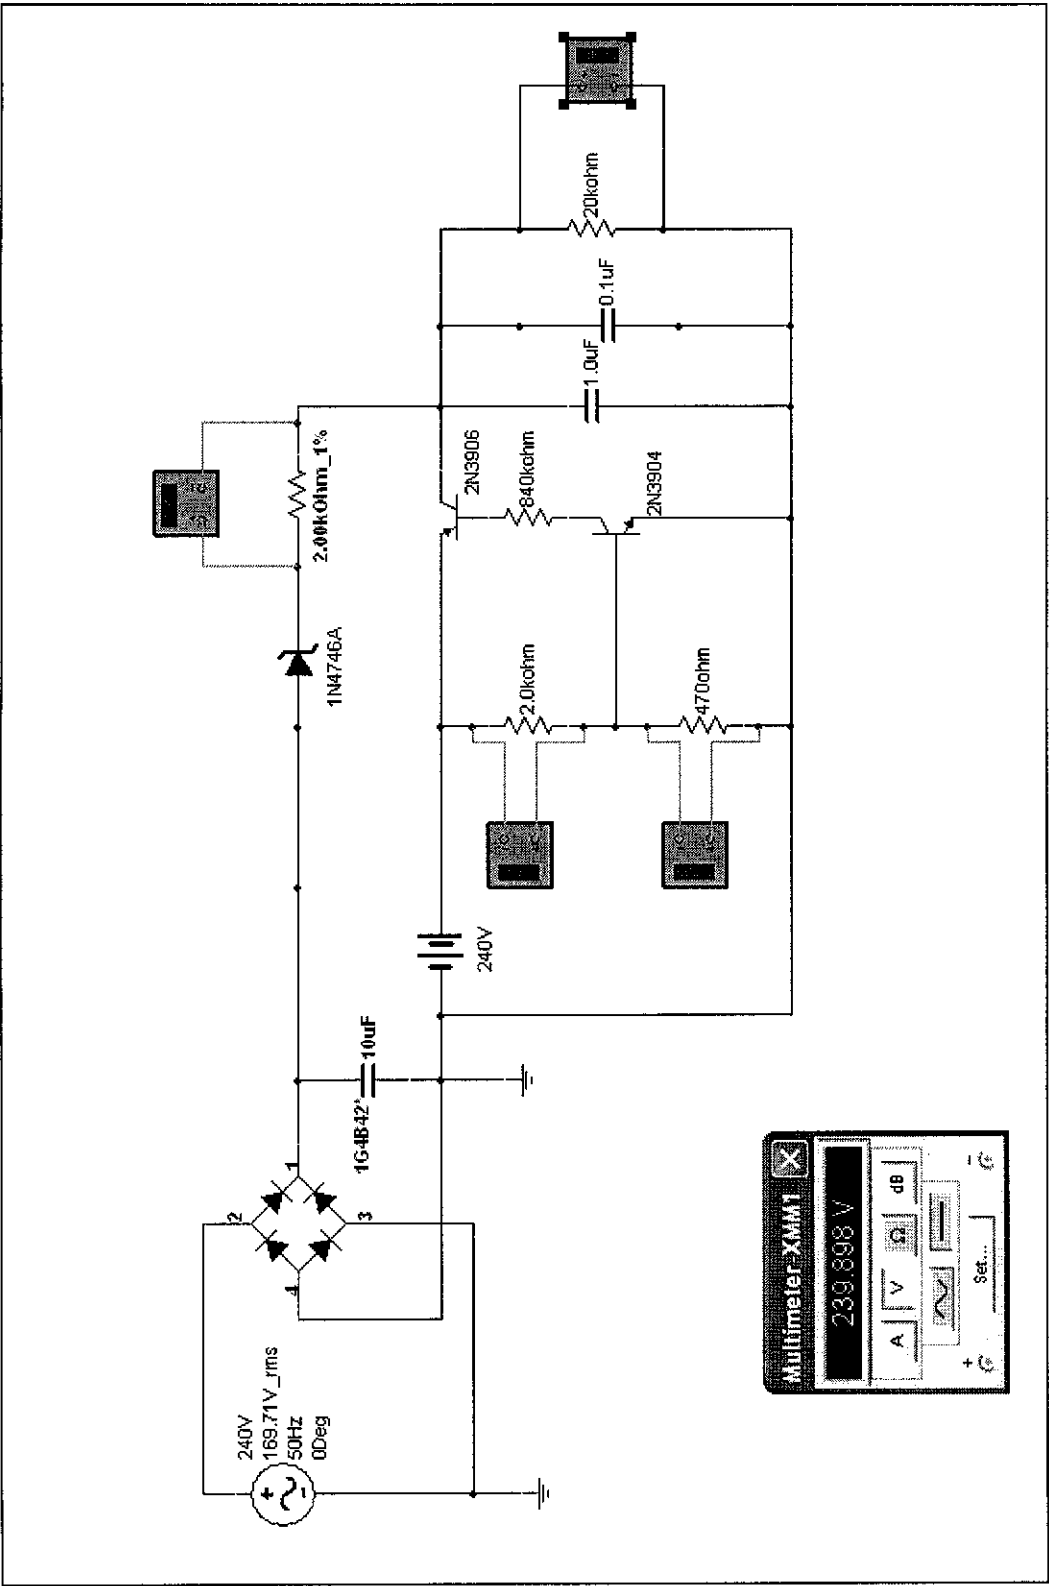 240V
169.71V_rms
50Hz
0Deg
2
1
4
3
1G4B42*
10uF
240V
1N4746A
2.00kOhm_1%
2.0kohm
470ohm
2N3906
840kohm
2N3904
1.0uF
0.1uF
20kohm
Multimeter-XMM1
239.898 V
A
V
Ω
dB
+
Set...
-